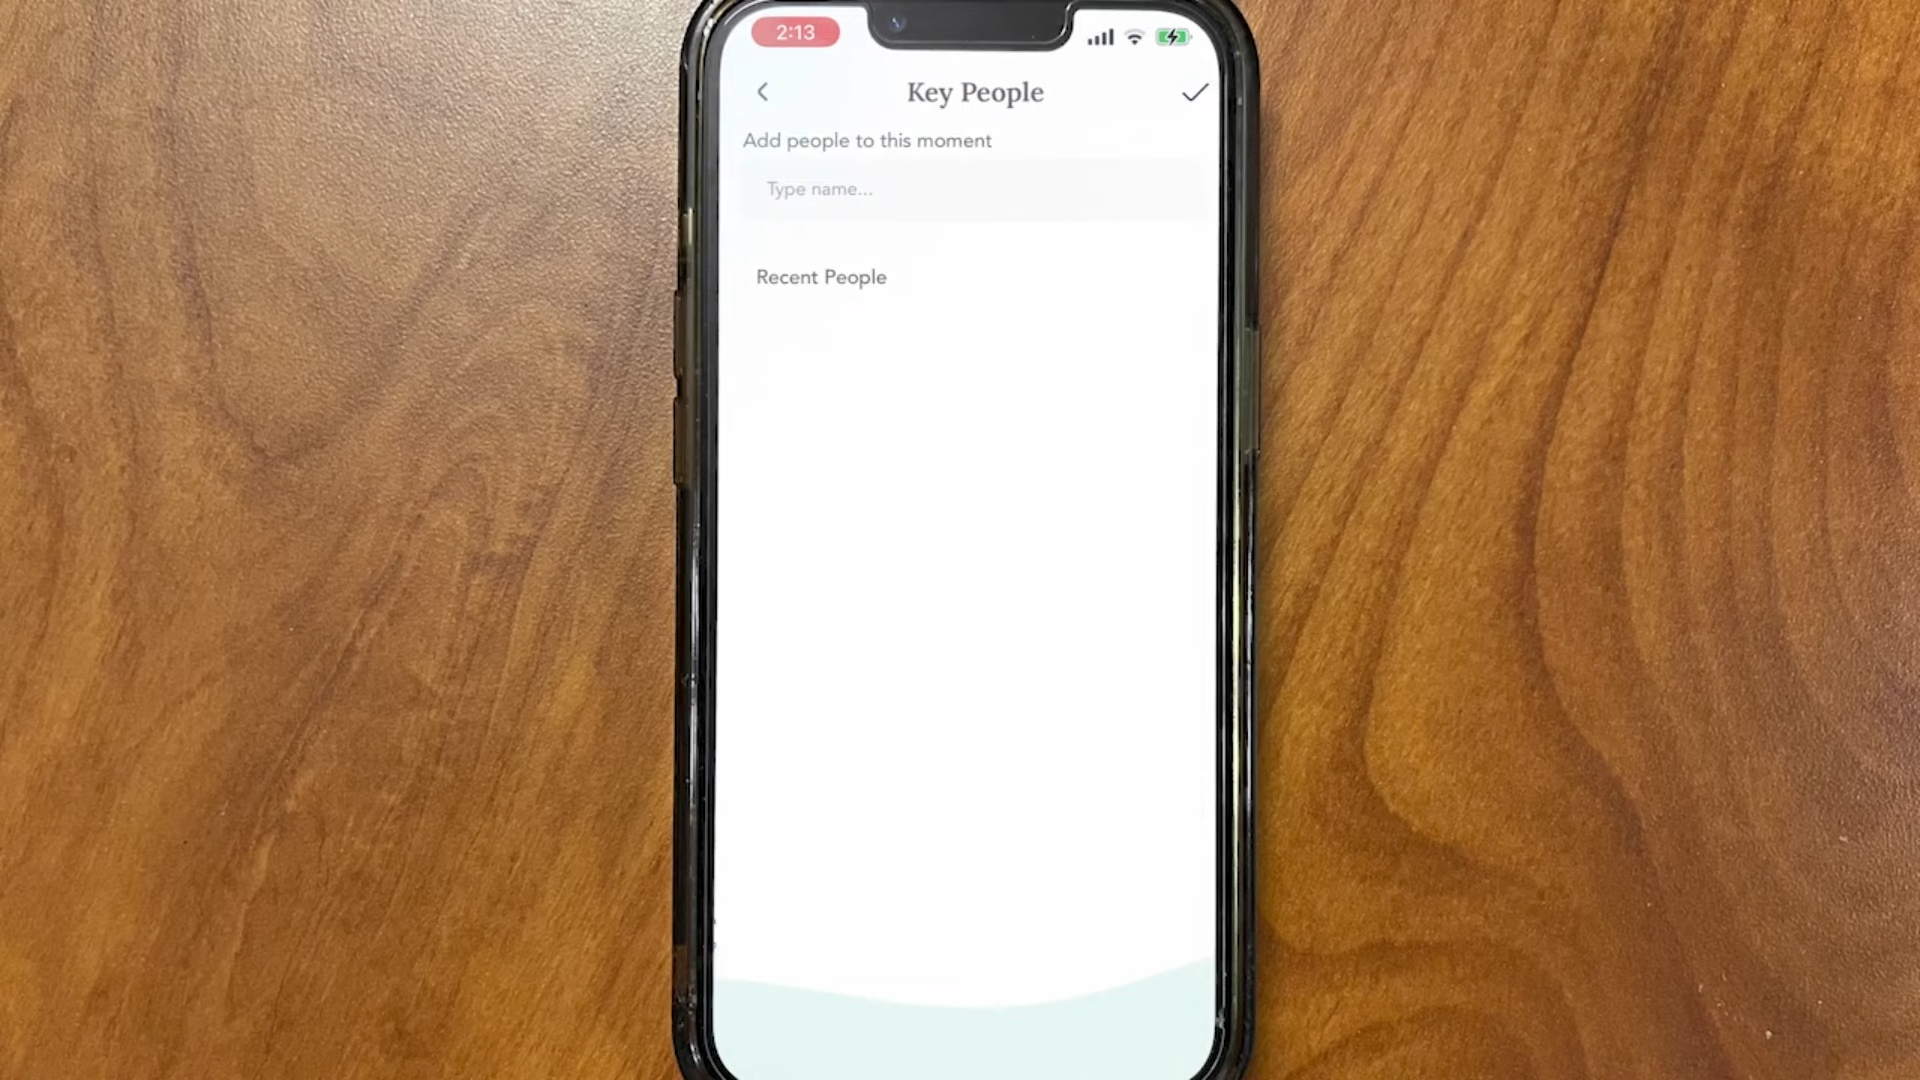 2:13
Key People
Add people to this moment
Type name...
Recent People